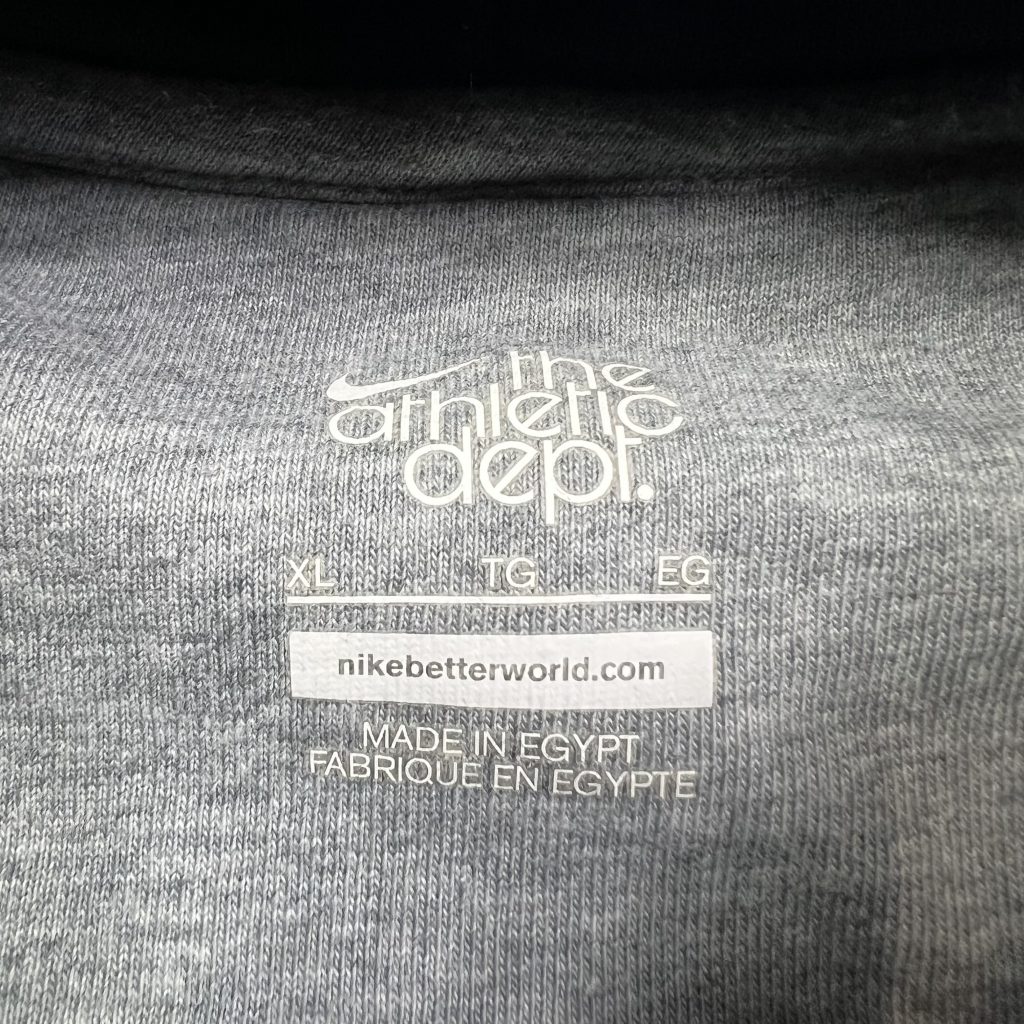 the
athletic
dept.
XL TG EG
nikebetterworld.com
MADE IN EGYPT
FABRIQUE EN EGYPTE